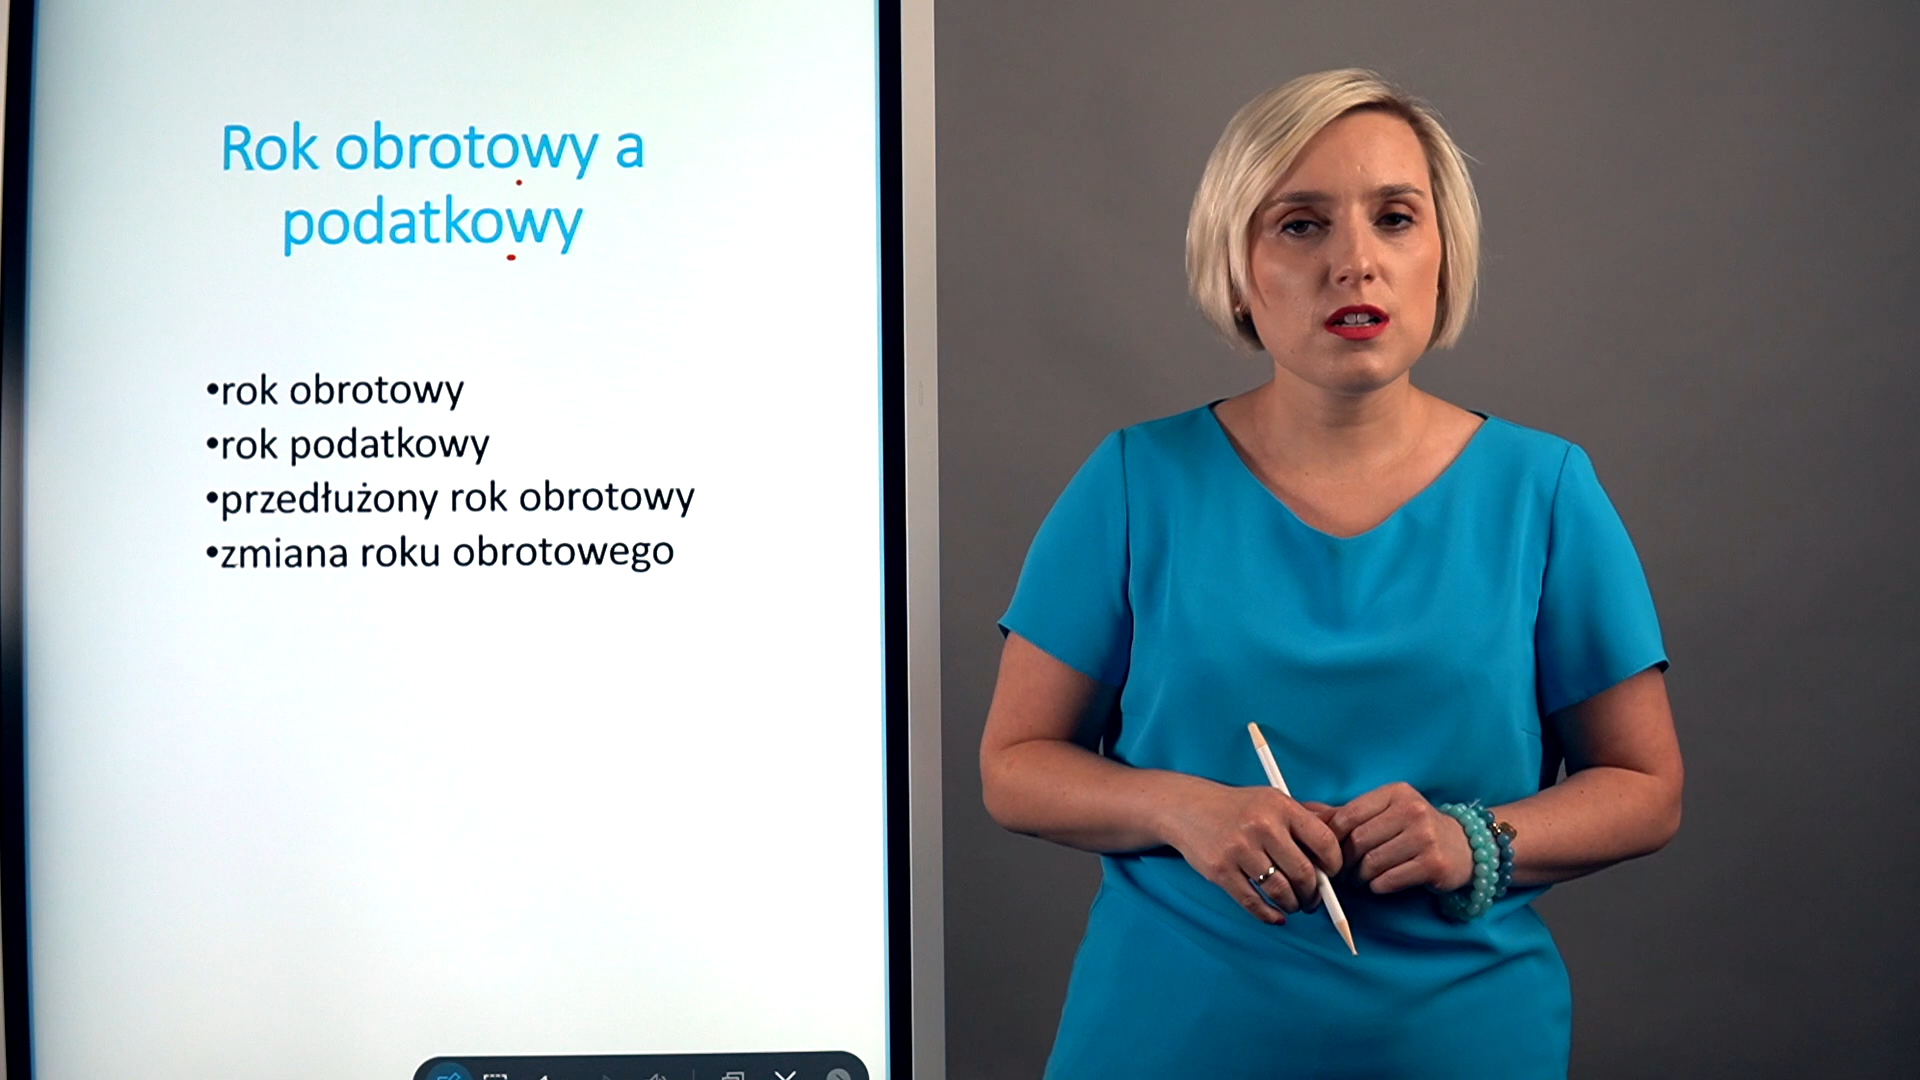 Rok obrotowy a
podatkowy
•rok obrotowy
•rok podatkowy
•przedłużony rok obrotowy
•zmiana roku obrotowego